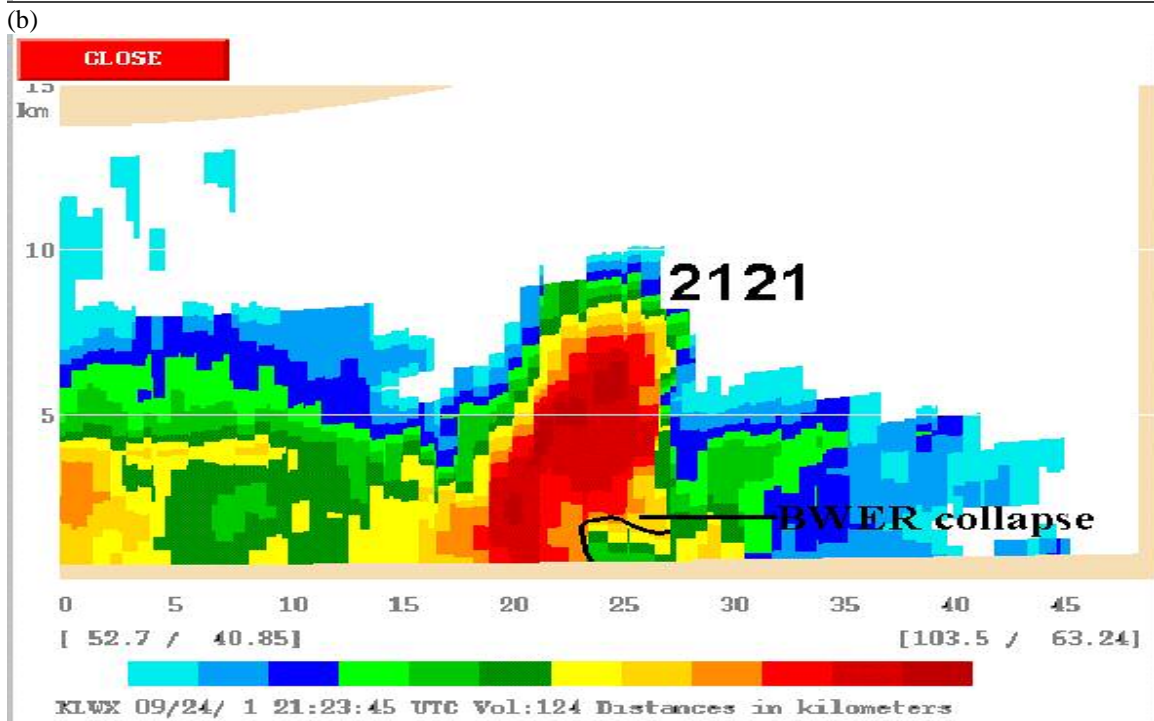 (b)
CLOSE
15
km
10
2121
5
BWER collapse
0 5 10 15 20 25 30 35 40 45
[ 52.7 / 40.85] [103.5 / 63.24]
KLWX 09/24/ 1 21:23:45 UTC Vol:124 Distances in kilometers